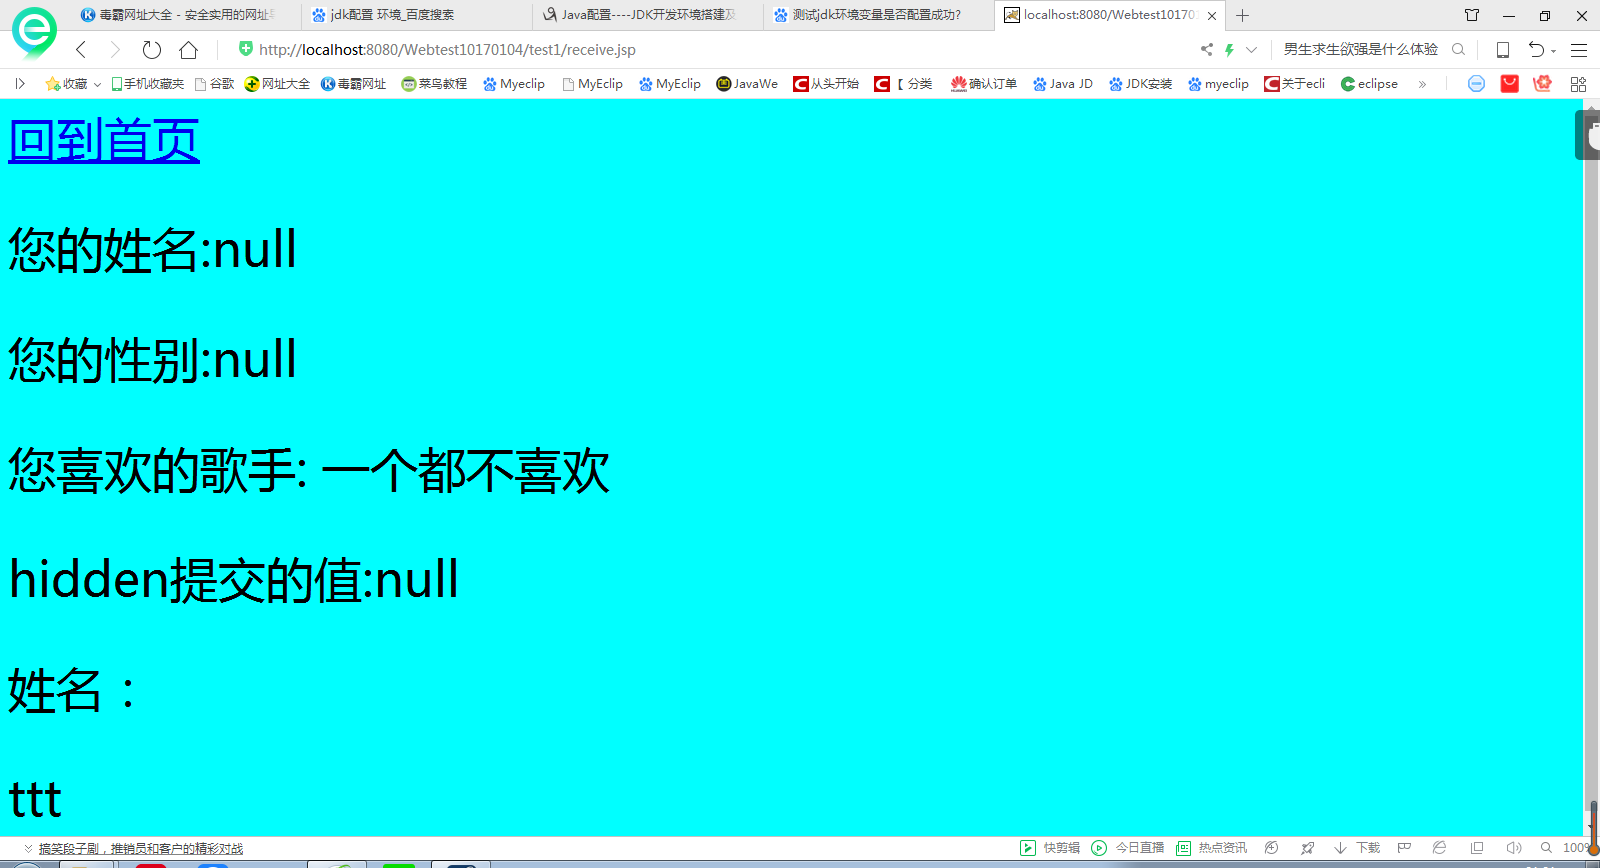 毒霸网址大全 - 安全实用的网址导
jdk配置 环境_百度搜索
Java配置----JDK开发环境搭建及
测试jdk环境变量是否配置成功?
localhost:8080/Webtest101701
http://localhost:8080/Webtest10170104/test1/receive.jsp
男生求生欲强是什么体验
收藏
手机收藏夹
谷歌
网址大全
毒霸网址
菜鸟教程
Myeclip
MyEclip
MyEclip
JavaWe
从头开始
【 分类
确认订单
Java JD
JDK安装
myeclip
关于ecli
eclipse
»
回到首页
您的姓名:null
您的性别:null
您喜欢的歌手: 一个都不喜欢
hidden提交的值:null
姓名：
ttt
搞笑段子剧，推销员和客户的精彩对战
快剪辑
今日直播
热点资讯
下载
100%